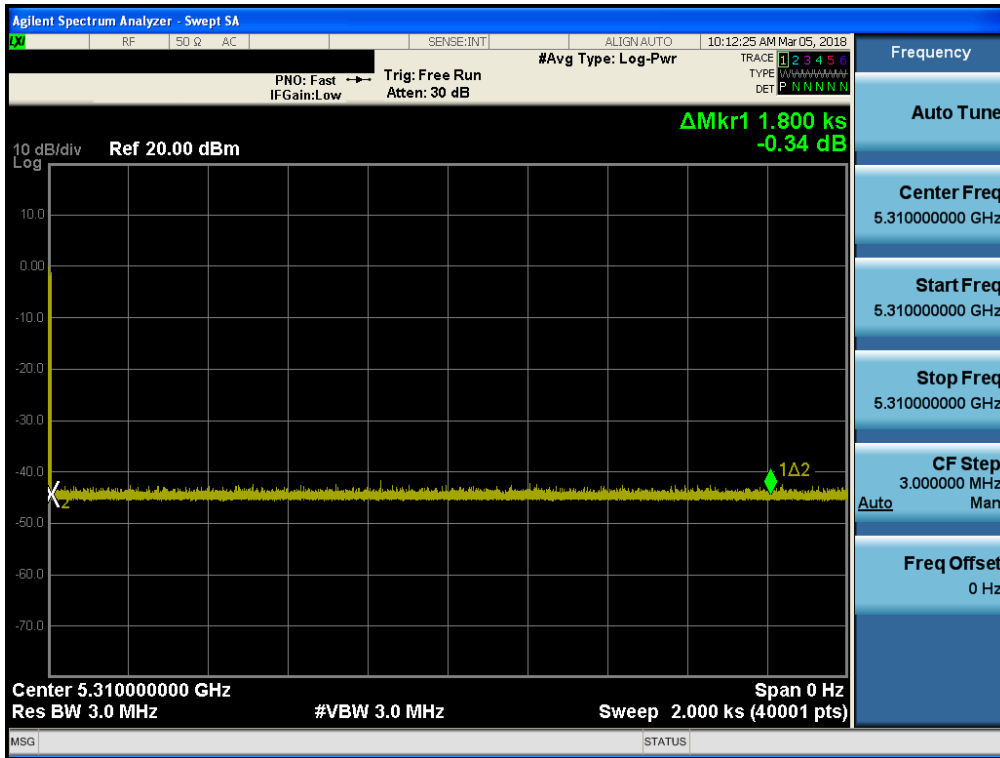 Agilent Spectrum Analyzer - Swept SA
LXI RF 50 Ω AC SENSE:INT ALIGN AUTO 10:12:25 AM Mar 05, 2018
Frequency
#Avg Type: Log-Pwr
TRACE 1 2 3 4 5 6
PNO: Fast Trig: Free Run
TYPE WWWWWW
IFGain:Low Atten: 30 dB
DET P N N N N N
Auto Tune
ΔMkr1 1.800 ks
-0.34 dB
10 dB/div Ref 20.00 dBm
Log
Center Freq
5.310000000 GHz
10.0
0.00
Start Freq
5.310000000 GHz
-10.0
-20.0
Stop Freq
5.310000000 GHz
-30.0
-40.0
1Δ2
CF Step
3.000000 MHz
Auto Man
2
-50.0
Freq Offset
0 Hz
-60.0
-70.0
Center 5.310000000 GHz Span 0 Hz
Res BW 3.0 MHz #VBW 3.0 MHz Sweep 2.000 ks (40001 pts)
MSG STATUS